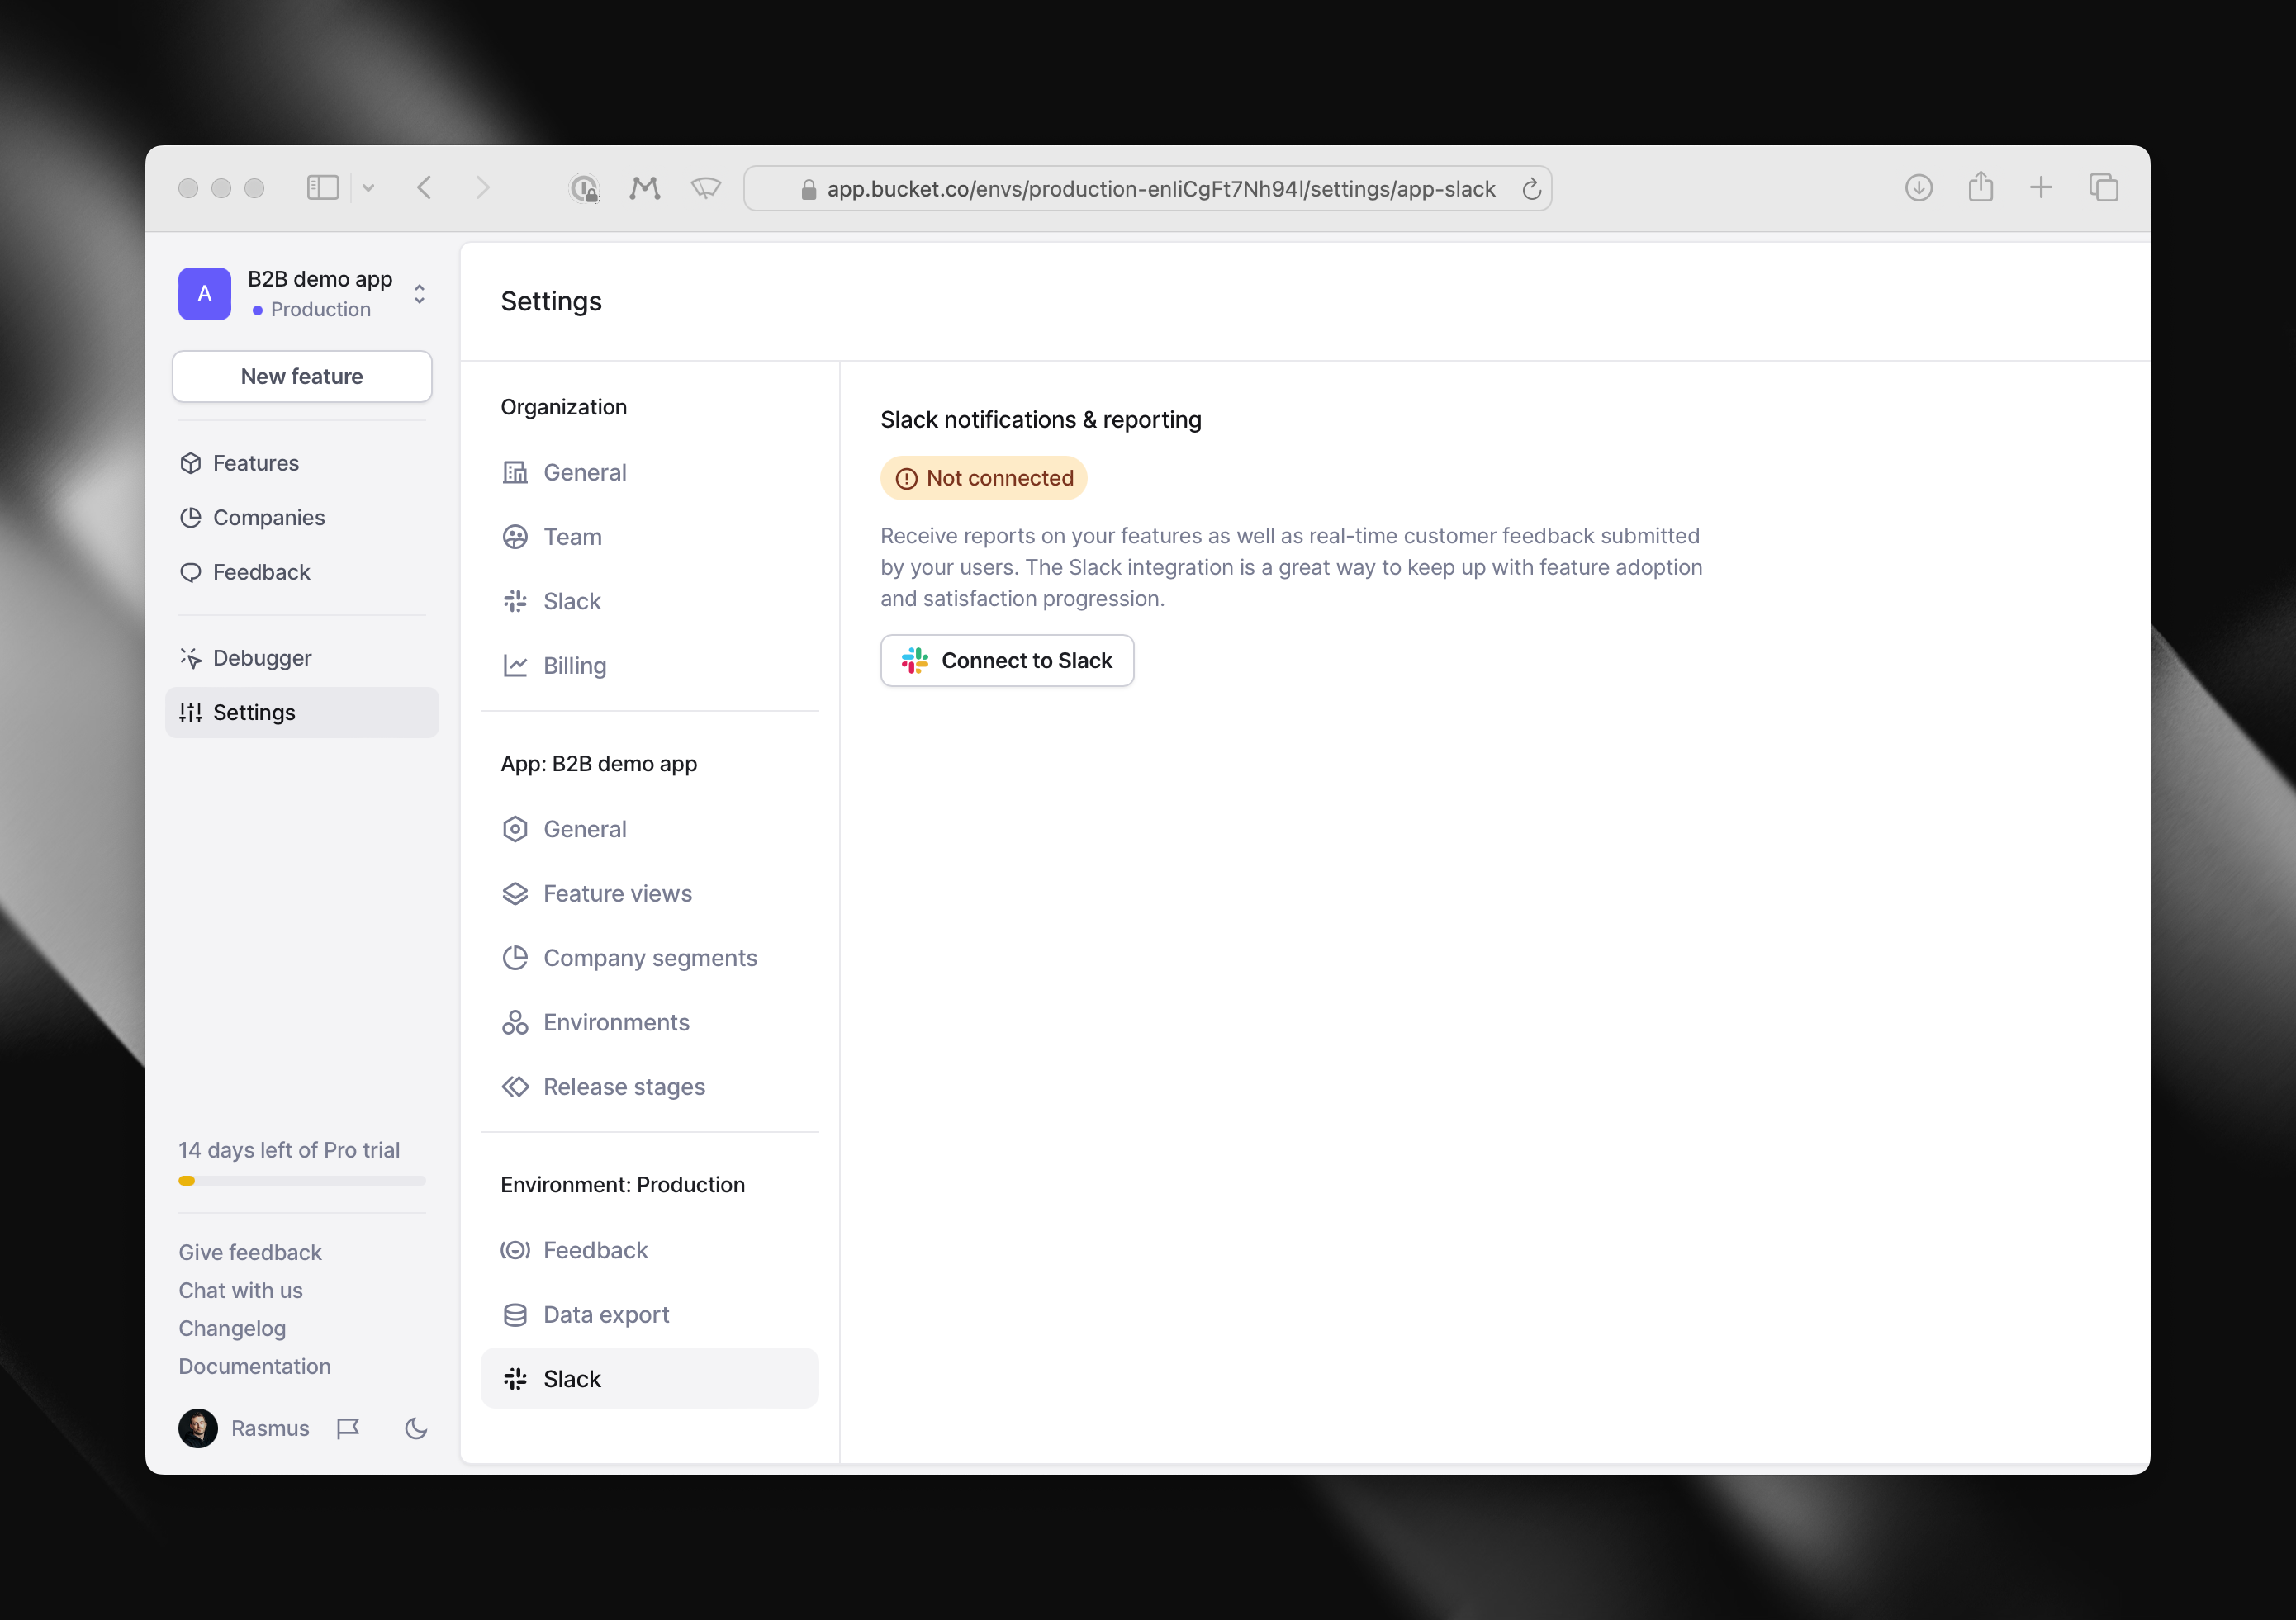 app.bucket.co/envs/production-enIiCgFt7Nh94l/settings/app-slack
A
B2B demo app
Production
New feature
Features
Companies
Feedback
Debugger
Settings
14 days left of Pro trial
Give feedback
Chat with us
Changelog
Documentation
Rasmus
Settings
Organization
General
Team
Slack
Billing
App: B2B demo app
General
Feature views
Company segments
Environments
Release stages
Environment: Production
Feedback
Data export
Slack
Slack notifications & reporting
Not connected
Receive reports on your features as well as real-time customer feedback submitted
by your users. The Slack integration is a great way to keep up with feature adoption
and satisfaction progression.
Connect to Slack